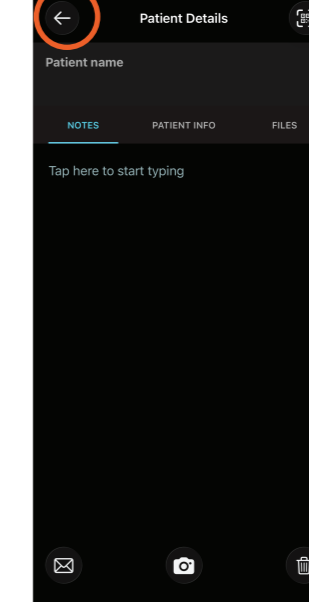 Patient Details
Patient name
NOTES PATIENT INFO FILES
Tap here to start typing